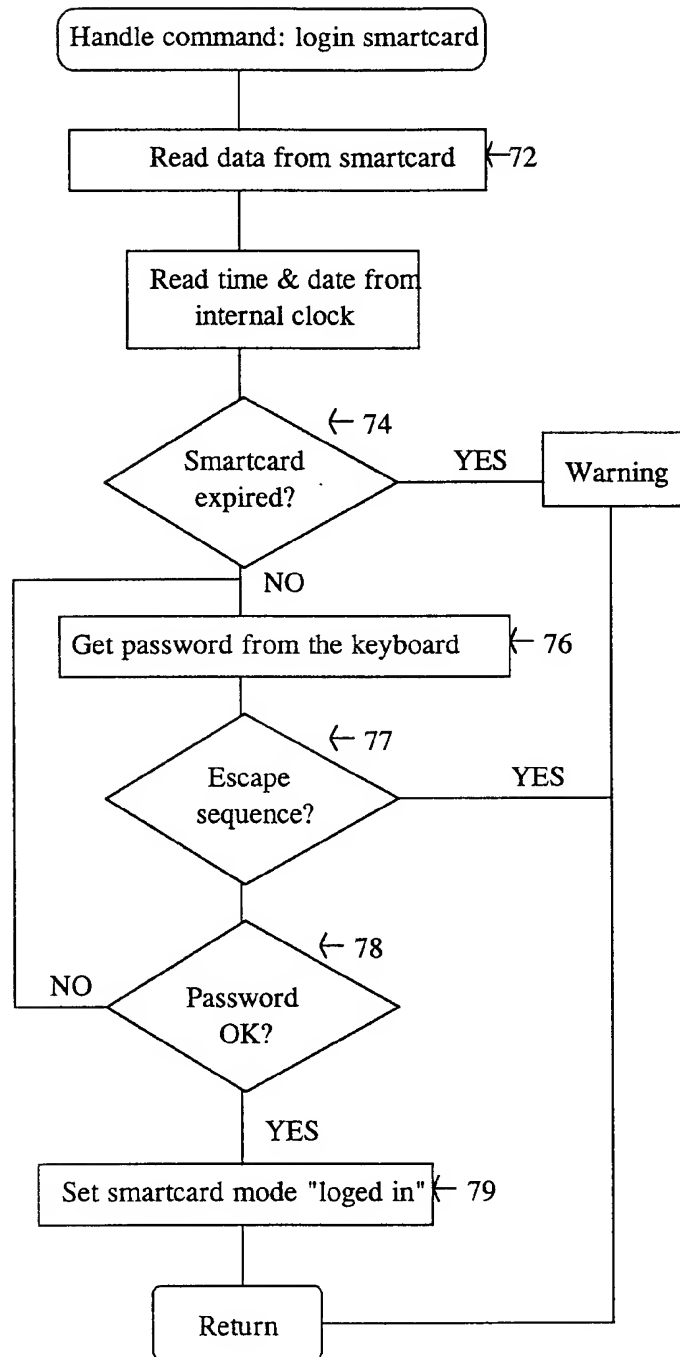 Handle command: login smartcard
Read data from smartcard ←72
Read time & date from
internal clock
← 74
Smartcard
expired?
YES
Warning
NO
Get password from the keyboard ← 76
← 77
Escape
sequence?
YES
← 78
NO
Password
OK?
YES
Set smartcard mode "loged in" ← 79
Return